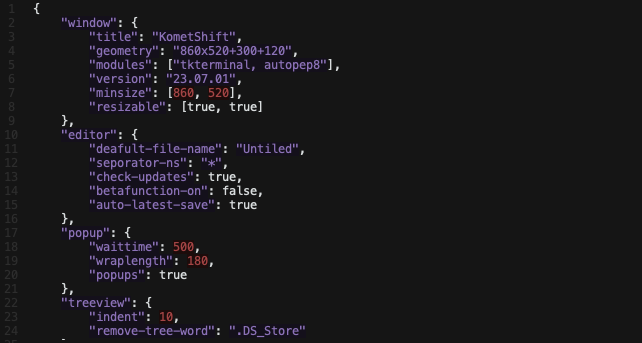 1 {
2     "window": {
3         "title": "KometShift",
4         "geometry": "860x520+300+120",
5         "modules": ["tkterminal, autopep8"],
6         "version": "23.07.01",
7         "minsize": [860, 520],
8         "resizable": [true, true]
9     },
10     "editor": {
11         "deafult-file-name": "Untiled",
12         "seporator-ns": "*",
13         "check-updates": true,
14         "betafunction-on": false,
15         "auto-latest-save": true
16     },
17     "popup": {
18         "waittime": 500,
19         "wraplength": 180,
20         "popups": true
21     },
22     "treeview": {
23         "indent": 10,
24         "remove-tree-word": ".DS_Store"